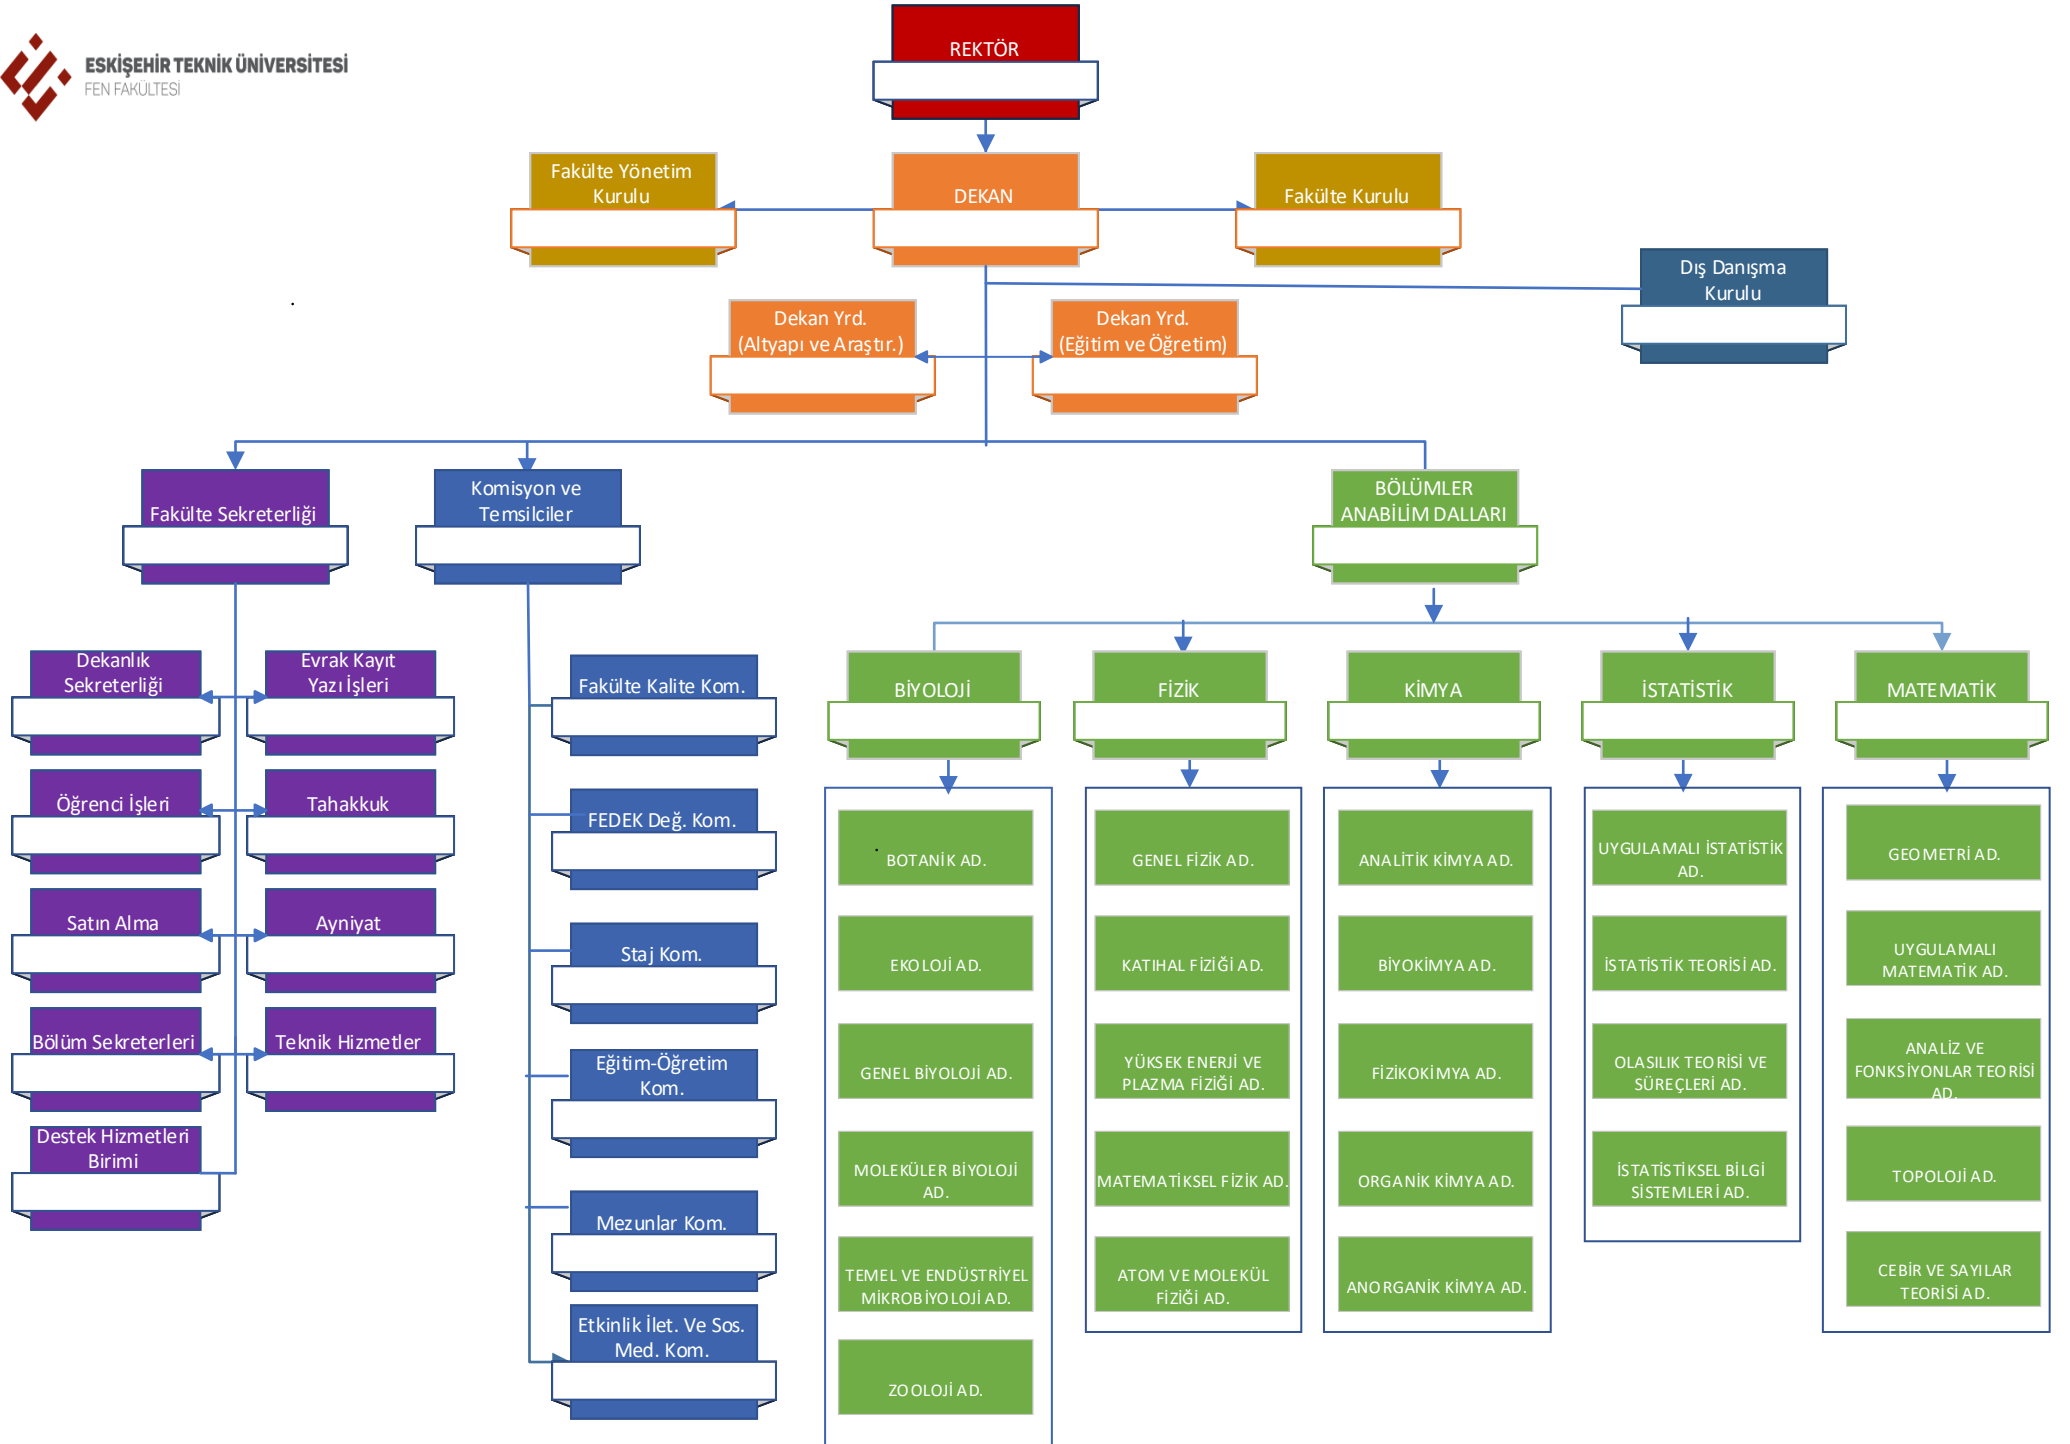 ESKİŞEHİR TEKNİK ÜNİVERSİTESİ
FEN FAKÜLTESİ
REKTÖR
Fakülte Yönetim
Kurulu
DEKAN
Fakülte Kurulu
Dış Danışma
Kurulu
Dekan Yrd.
(Altyapı ve Araştır.)
Dekan Yrd.
(Eğitim ve Öğretim)
Fakülte Sekreterliği
Komisyon ve
Temsilciler
BÖLÜMLER
ANABİLİM DALLARI
Dekanlık
Sekreterliği
Evrak Kayıt
Yazı İşleri
Öğrenci İşleri
Tahakkuk
Satın Alma
Ayniyat
Bölüm Sekreterleri
Teknik Hizmetler
Destek Hizmetleri
Birimi
Fakülte Kalite Kom.
FEDEK Değ. Kom.
Staj Kom.
Eğitim-Öğretim
Kom.
Mezunlar Kom.
Etkinlik İlet. Ve Sos.
Med. Kom.
BİYOLOJİ
BOTANİK AD.
EKOLOJİ AD.
GENEL BİYOLOJİ AD.
MOLEKÜLER BİYOLOJİ
AD.
TEMEL VE ENDÜSTRİYEL
MİKROBİYOLOJİ AD.
ZOOLOJİ AD.
FİZİK
GENEL FİZİK AD.
KATIHAL FİZİĞİ AD.
YÜKSEK ENERJİ VE
PLAZMA FİZİĞİ AD.
MATEMATİKSEL FİZİK AD.
ATOM VE MOLEKÜL
FİZİĞİ AD.
KİMYA
ANALİTİK KİMYA AD.
BİYOKİMYA AD.
FİZİKOKİMYA AD.
ORGANİK KİMYA AD.
ANORGANİK KİMYA AD.
İSTATİSTİK
UYGULAMALI İSTATİSTİK
AD.
İSTATİSTİK TEORİSİ AD.
OLASILIK TEORİSİ VE
SÜREÇLERİ AD.
İSTATİSTİKSEL BİLGİ
SİSTEMLERİ AD.
MATEMATİK
GEOMETRİ AD.
UYGULAMALI
MATEMATİK AD.
ANALİZ VE
FONKSİYONLAR TEORİSİ
AD.
TOPOLOJİ AD.
CEBİR VE SAYILAR
TEORİSİ AD.